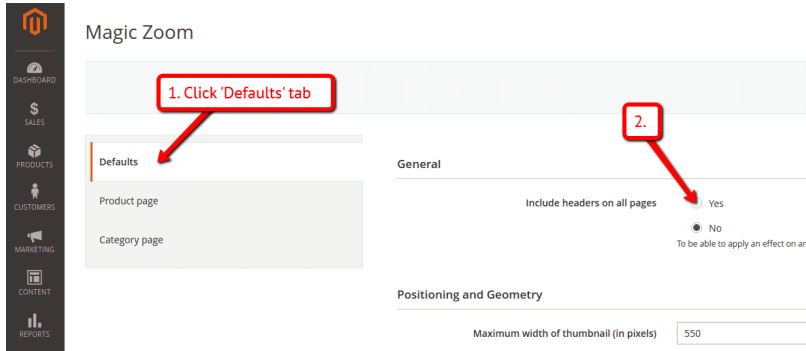 Magic Zoom
DASHBOARD
1. Click 'Defaults' tab
$
SALES
2.
PRODUCTS
Defaults
General
Product page
Include headers on all pages
Yes
CUSTOMERS
No
Category page
To be able to apply an effect on
MARKETING
CONTENT
Positioning and Geometry
REPORTS
Maximum width of thumbnail (in pixels)
550